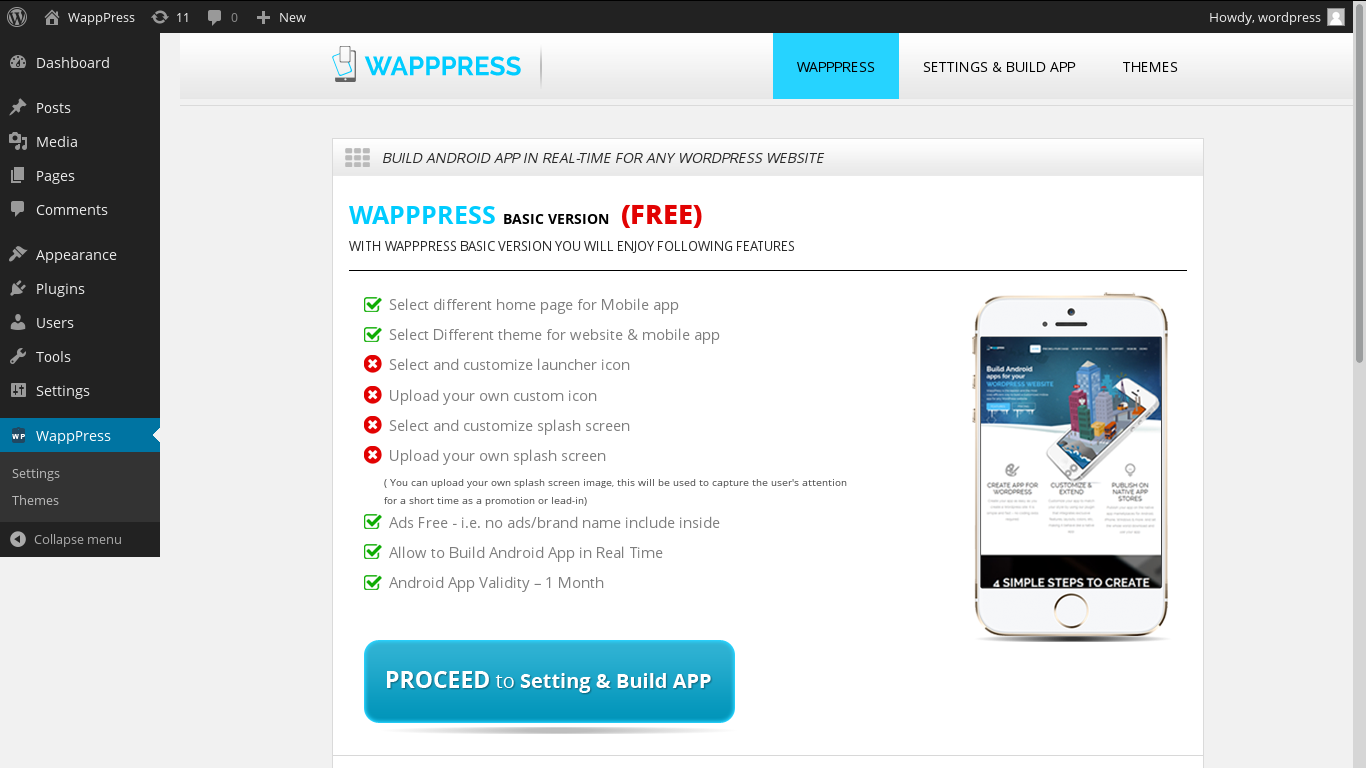 WappPress
11
0
New
Howdy, wordpress
Dashboard
Posts
Media
Pages
Comments
Appearance
Plugins
Users
Tools
Settings
WP
WappPress
Settings
Themes
Collapse menu
WAPPPRESS
WAPPPRESS
SETTINGS & BUILD APP
THEMES
BUILD ANDROID APP IN REAL-TIME FOR ANY WORDPRESS WEBSITE
WAPPPRESS BASIC VERSION (FREE)
WITH WAPPPRESS BASIC VERSION YOU WILL ENJOY FOLLOWING FEATURES
Select different home page for Mobile app
Select Different theme for website & mobile app
Select and customize launcher icon
Upload your own custom icon
Select and customize splash screen
Upload your own splash screen
( You can upload your own splash screen image, this will be used to capture the user's attention
for a short time as a promotion or lead-in)
Ads Free - i.e. no ads/brand name include inside
Allow to Build Android App in Real Time
Android App Validity – 1 Month
PROCEED to Setting & Build APP
Build Android
apps for your
WORDPRESS WEBSITE
CREATE APP FOR
WORDPRESS
CUSTOMIZE &
EXTEND
PUBLISH ON
NATIVE APP
STORES
4 SIMPLE STEPS TO CREATE